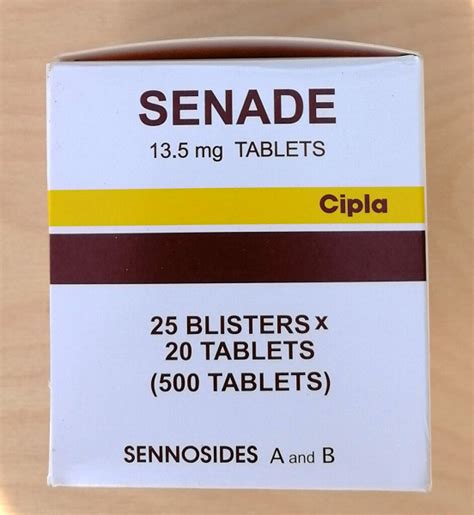 SENADE
13.5 mg TABLETS
Cipla
25 BLISTERS x
20 TABLETS
(500 TABLETS)
SENNOSIDES A and B